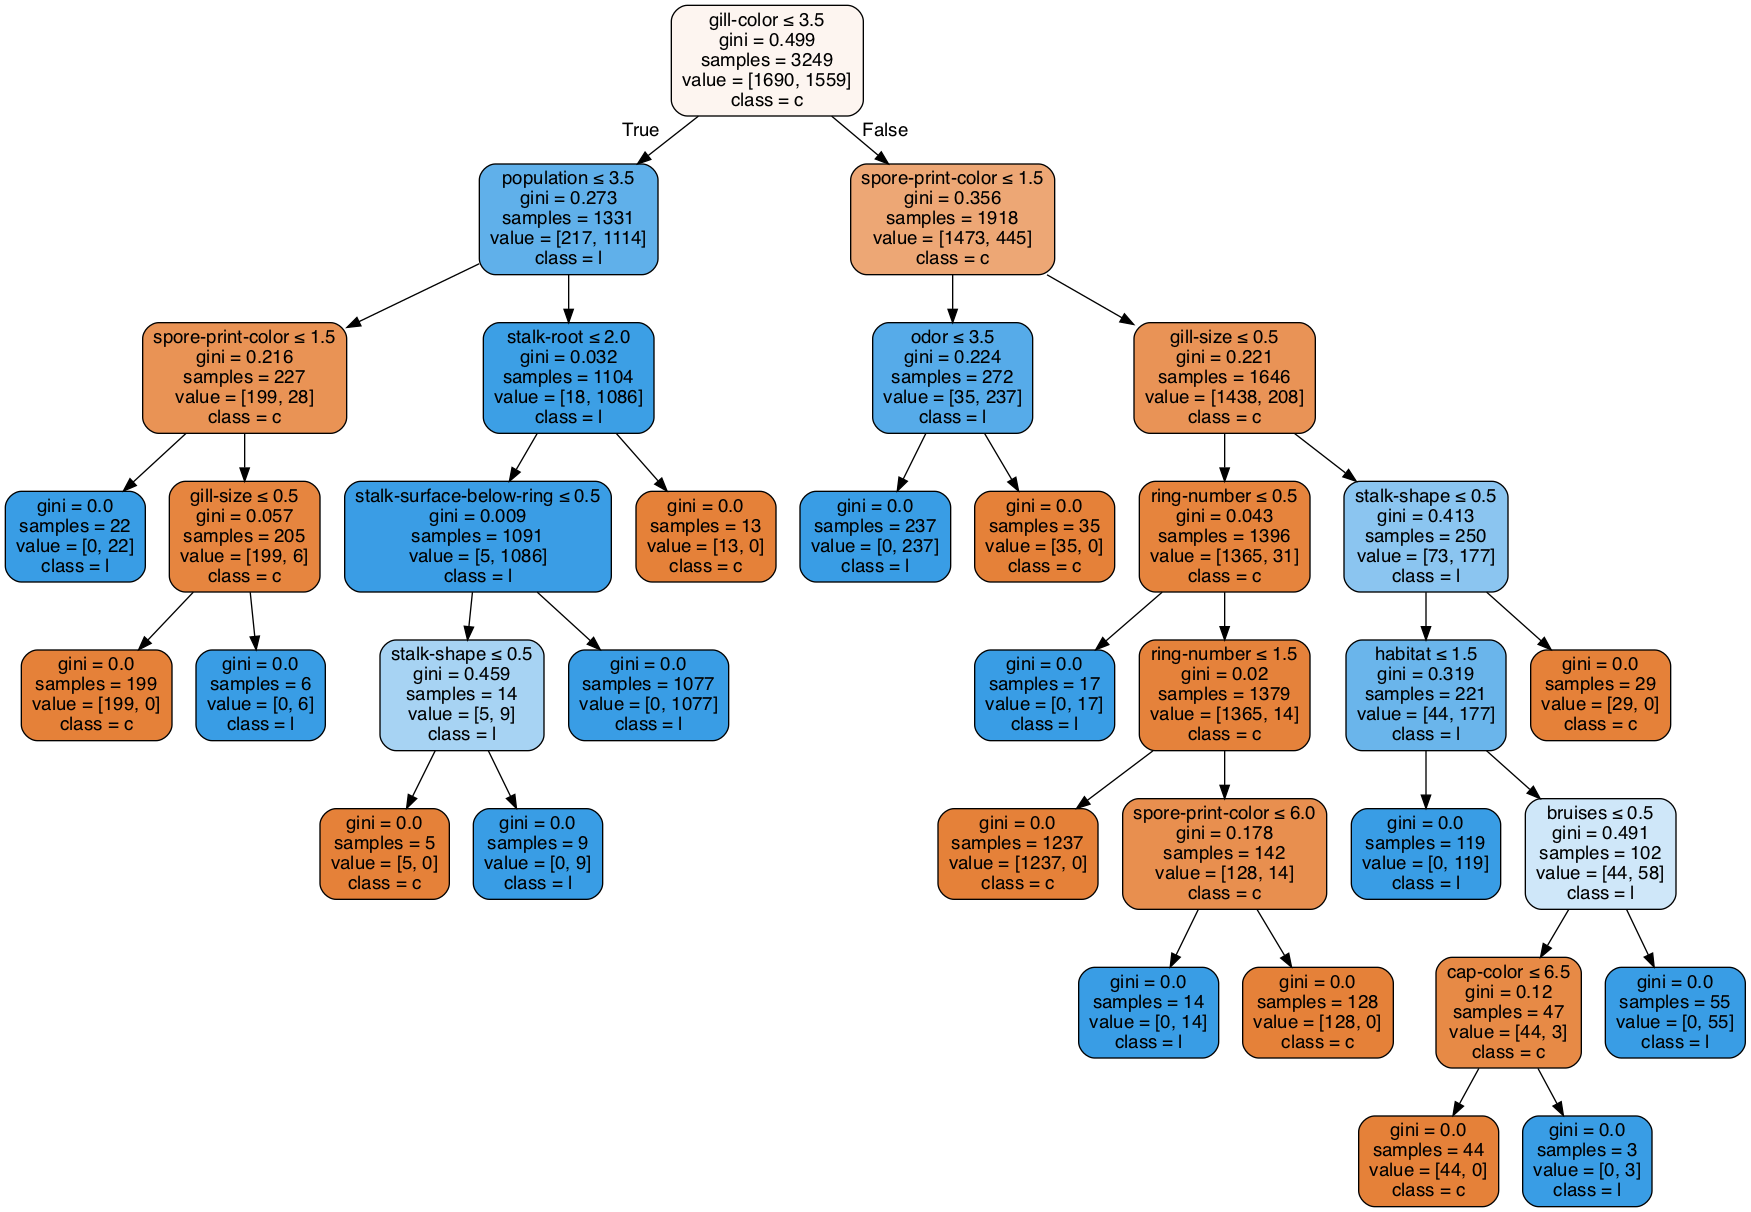 gill-color ≤ 3.5
gini = 0.499
samples = 3249
value = [1690, 1559]
class = c
True
False
population ≤ 3.5
gini = 0.273
samples = 1331
value = [217, 1114]
class = l
spore-print-color ≤ 1.5
gini = 0.356
samples = 1918
value = [1473, 445]
class = c
spore-print-color ≤ 1.5
gini = 0.216
samples = 227
value = [199, 28]
class = c
stalk-root ≤ 2.0
gini = 0.032
samples = 1104
value = [18, 1086]
class = l
odor ≤ 3.5
gini = 0.224
samples = 272
value = [35, 237]
class = l
gill-size ≤ 0.5
gini = 0.221
samples = 1646
value = [1438, 208]
class = c
gini = 0.0
samples = 22
value = [0, 22]
class = l
gill-size ≤ 0.5
gini = 0.057
samples = 205
value = [199, 6]
class = c
stalk-surface-below-ring ≤ 0.5
gini = 0.009
samples = 1091
value = [5, 1086]
class = l
gini = 0.0
samples = 13
value = [13, 0]
class = c
gini = 0.0
samples = 237
value = [0, 237]
class = l
gini = 0.0
samples = 35
value = [35, 0]
class = c
ring-number ≤ 0.5
gini = 0.043
samples = 1396
value = [1365, 31]
class = c
stalk-shape ≤ 0.5
gini = 0.413
samples = 250
value = [73, 177]
class = l
gini = 0.0
samples = 199
value = [199, 0]
class = c
gini = 0.0
samples = 6
value = [0, 6]
class = l
stalk-shape ≤ 0.5
gini = 0.459
samples = 14
value = [5, 9]
class = l
gini = 0.0
samples = 1077
value = [0, 1077]
class = l
gini = 0.0
samples = 17
value = [0, 17]
class = l
ring-number ≤ 1.5
gini = 0.02
samples = 1379
value = [1365, 14]
class = c
habitat ≤ 1.5
gini = 0.319
samples = 221
value = [44, 177]
class = l
gini = 0.0
samples = 29
value = [29, 0]
class = c
gini = 0.0
samples = 5
value = [5, 0]
class = c
gini = 0.0
samples = 9
value = [0, 9]
class = l
gini = 0.0
samples = 1237
value = [1237, 0]
class = c
spore-print-color ≤ 6.0
gini = 0.178
samples = 142
value = [128, 14]
class = c
gini = 0.0
samples = 119
value = [0, 119]
class = l
bruises ≤ 0.5
gini = 0.491
samples = 102
value = [44, 58]
class = l
gini = 0.0
samples = 14
value = [0, 14]
class = l
gini = 0.0
samples = 128
value = [128, 0]
class = c
cap-color ≤ 6.5
gini = 0.12
samples = 47
value = [44, 3]
class = c
gini = 0.0
samples = 55
value = [0, 55]
class = l
gini = 0.0
samples = 44
value = [44, 0]
class = c
gini = 0.0
samples = 3
value = [0, 3]
class = l